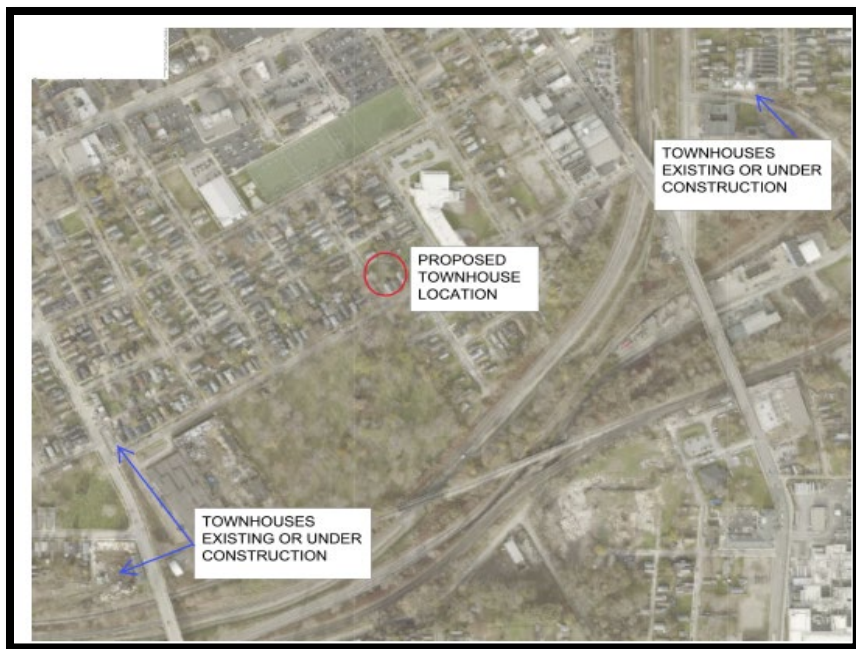 TOWNHOUSES
EXISTING OR UNDER
CONSTRUCTION
PROPOSED
TOWNHOUSE
LOCATION
TOWNHOUSES
EXISTING OR UNDER
CONSTRUCTION